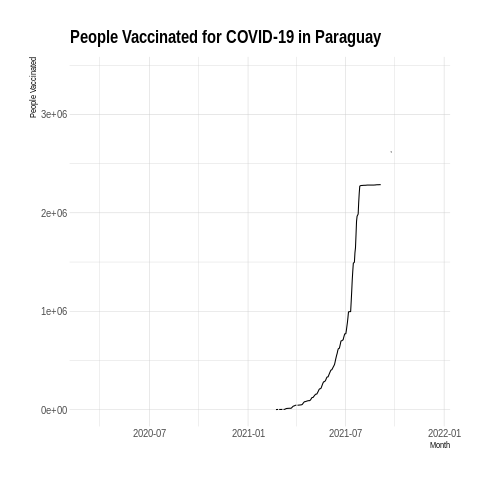 People Vaccinated for COVID-19 in Paraguay
People Vaccinated
3e+06
2e+06
1e+06
0e+00
2020-07 2021-01 2021-07 2022-01
Month